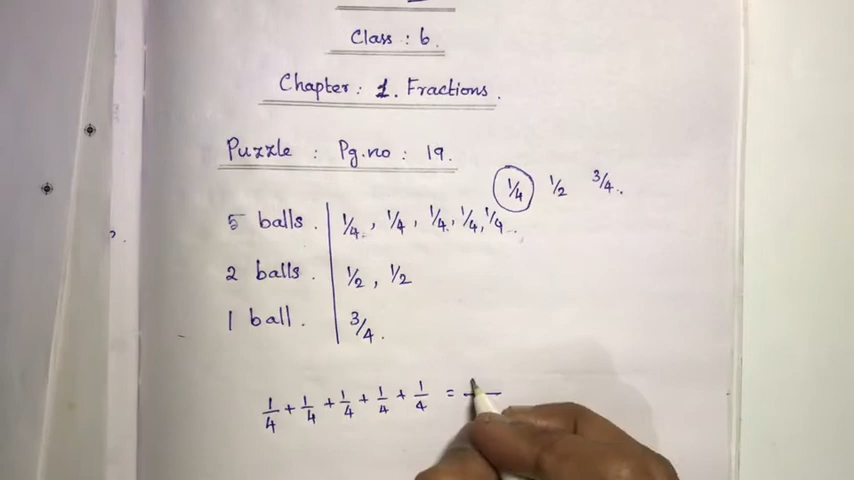 Class : 6.
Chapter : 1. Fractions.
Puzzle : Pg.no : 19.
1/4 1/2 3/4.
5 balls. 1/4, 1/4, 1/4, 1/4, 1/4.
2 balls. 1/2, 1/2
1 ball. 3/4.
1/4 + 1/4 + 1/4 + 1/4 + 1/4 =